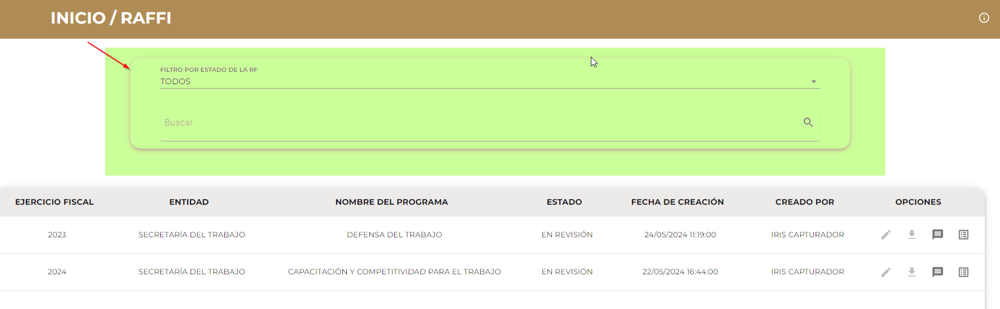 INICIO / RAFFI
FILTRO POR ESTADO DE LA RF
TODOS
Buscar
EJERCICIO FISCAL ENTIDAD NOMBRE DEL PROGRAMA ESTADO FECHA DE CREACIÓN CREADO POR OPCIONES
2023 SECRETARÍA DEL TRABAJO DEFENSA DEL TRABAJO EN REVISIÓN 24/05/2024 11:19:00 IRIS CAPTURADOR
2024 SECRETARÍA DEL TRABAJO CAPACITACIÓN Y COMPETITIVIDAD PARA EL TRABAJO EN REVISIÓN 22/05/2024 16:44:00 IRIS CAPTURADOR